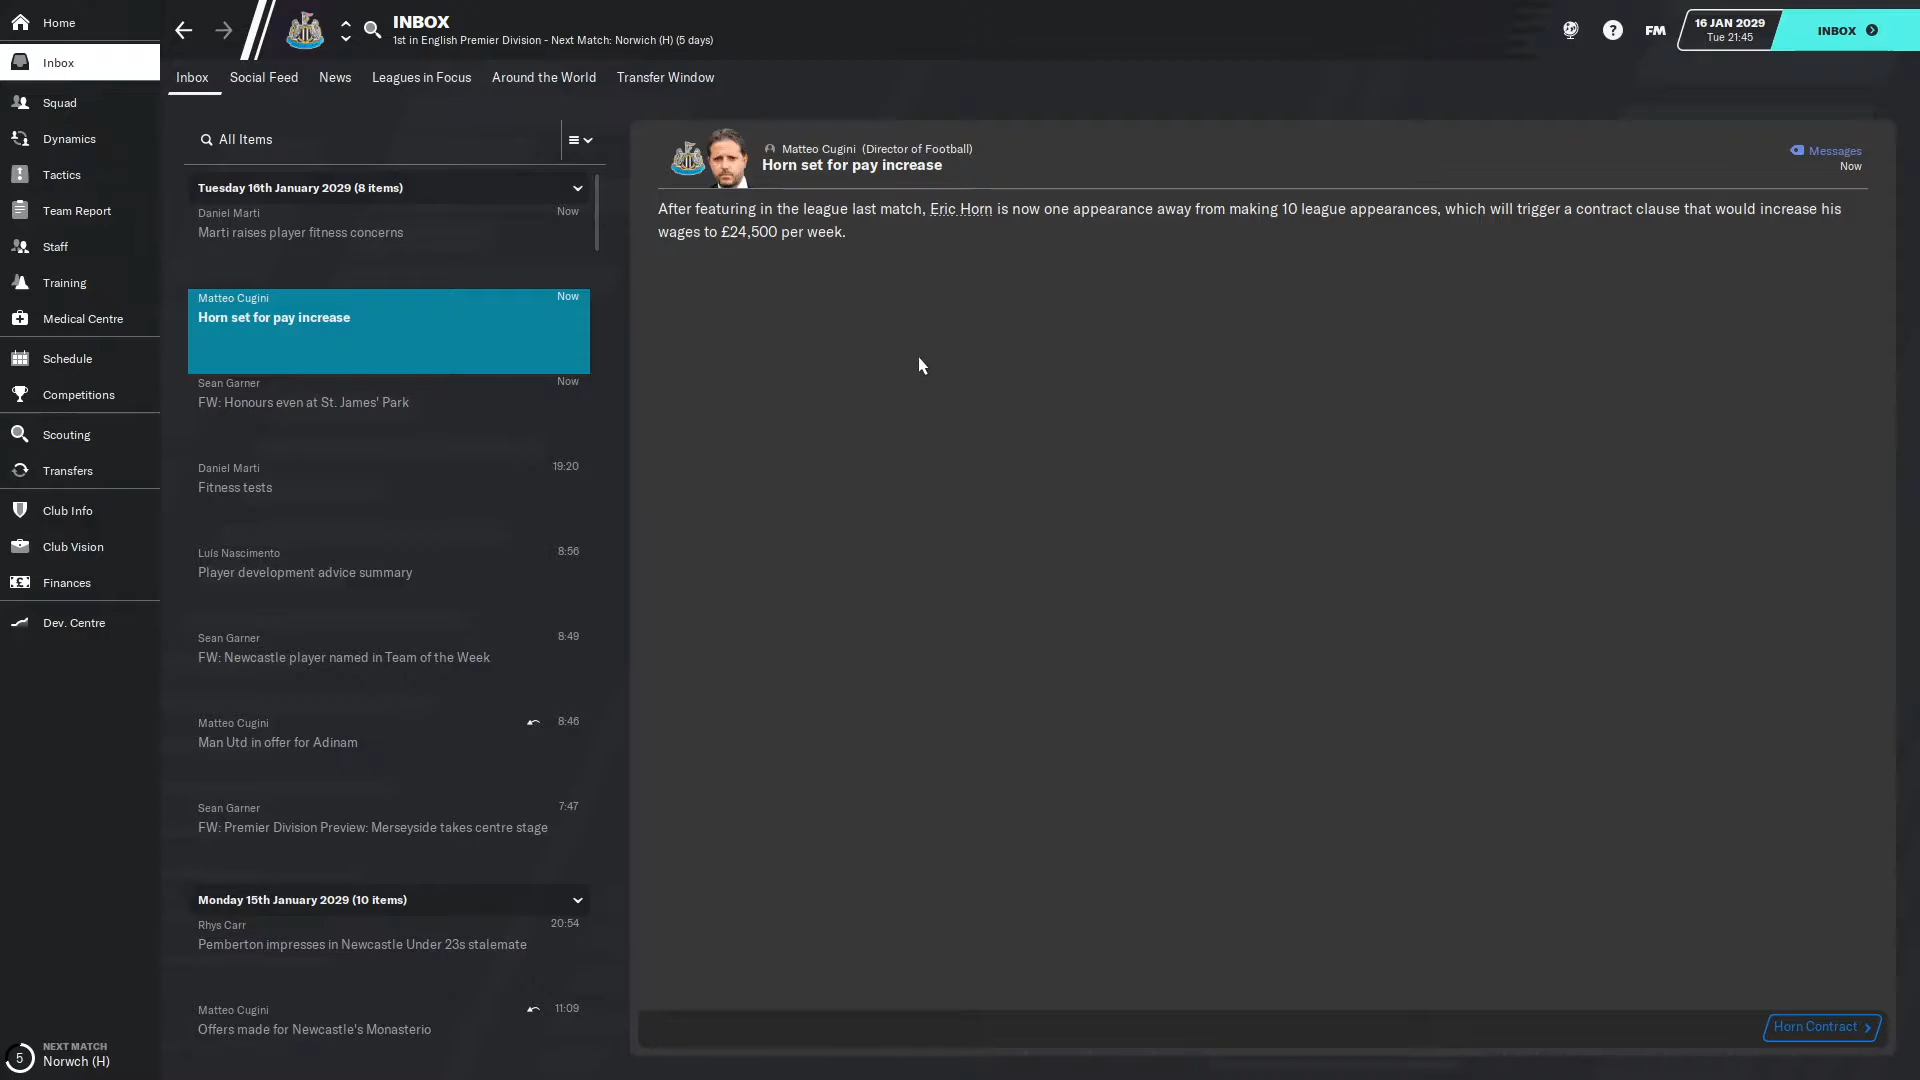 Home
Inbox
Squad
Dynamics
Tactics
Team Report
Staff
Training
Medical Centre
Schedule
Competitions
Scouting
Transfers
Club Info
Club Vision
Finances
Dev. Centre
5
NEXT MATCH
Norwch (H)
INBOX
1st in English Premier Division - Next Match: Norwich (H) (5 days)
?
FM
16 JAN 2029
Tue 21:45
INBOX
Inbox
Social Feed
News
Leagues in Focus
Around the World
Transfer Window
All Items
Tuesday 16th January 2029 (8 items)
Daniel Marti
Now
Marti raises player fitness concerns
Matteo Cugini
Now
Horn set for pay increase
Sean Garner
Now
FW: Honours even at St. James' Park
Daniel Marti
19:20
Fitness tests
Luís Nascimento
8:56
Player development advice summary
Sean Garner
8:49
FW: Newcastle player named in Team of the Week
Matteo Cugini
8:46
Man Utd in offer for Adinam
Sean Garner
7:47
FW: Premier Division Preview: Merseyside takes centre stage
Monday 15th January 2029 (10 items)
Rhys Carr
20:54
Pemberton impresses in Newcastle Under 23s stalemate
Matteo Cugini
11:09
Offers made for Newcastle's Monasterio
Matteo Cugini (Director of Football)
Horn set for pay increase
Messages
Now
After featuring in the league last match, Eric Horn is now one appearance away from making 10 league appearances, which will trigger a contract clause that would increase his
wages to £24,500 per week.
Horn Contract